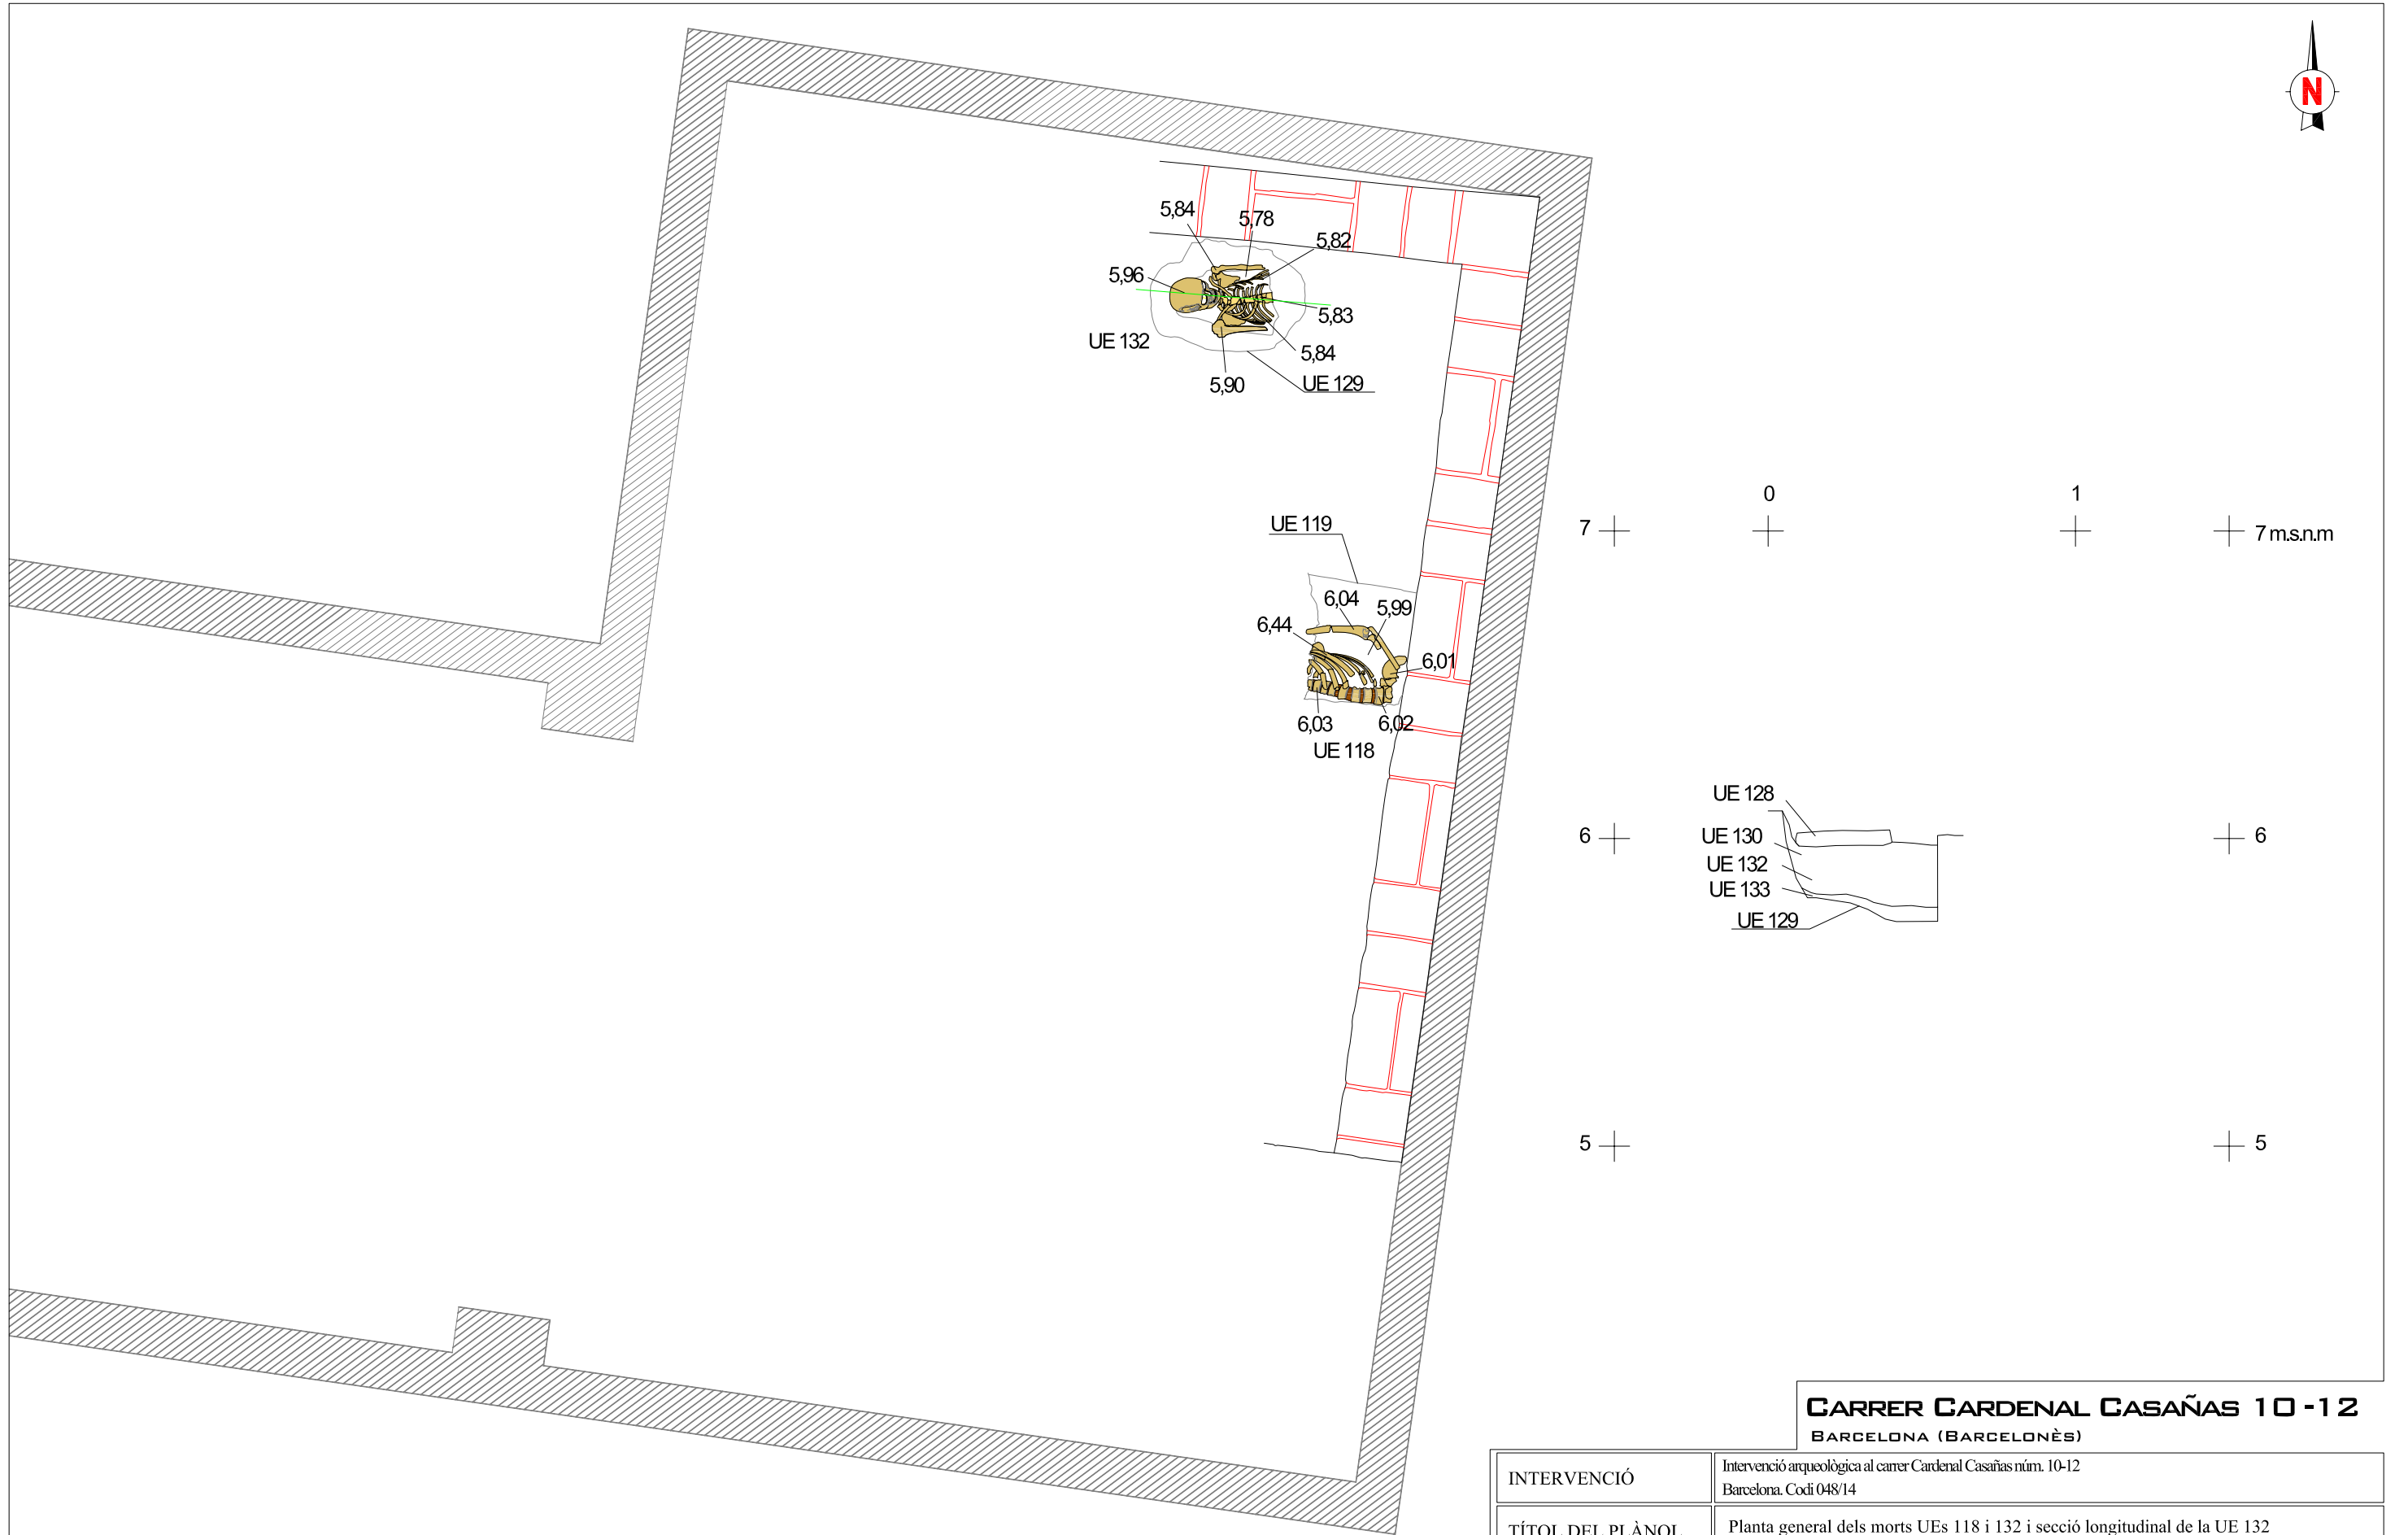 N
5,84
5,78
5,82
5,96
5,83
UE 132
5,84
5,90
UE 129
0
1
UE 119
7
7 m.s.n.m
6,04
5,99
6,44
6,01
6,03
6,02
UE 118
UE 128
6
UE 130
6
UE 132
UE 133
UE 129
5
5
CARRER CARDENAL CASAÑAS 10-12
BARCELONA (BARCELONÈS)
INTERVENCIÓ
Intervenció arqueològica al carrer Cardenal Casañas núm. 10-12
Barcelona. Codi 048/14
TÍTOL DEL PLÀNOL
Planta general dels morts UEs 118 i 132 i secció longitudinal de la UE 132